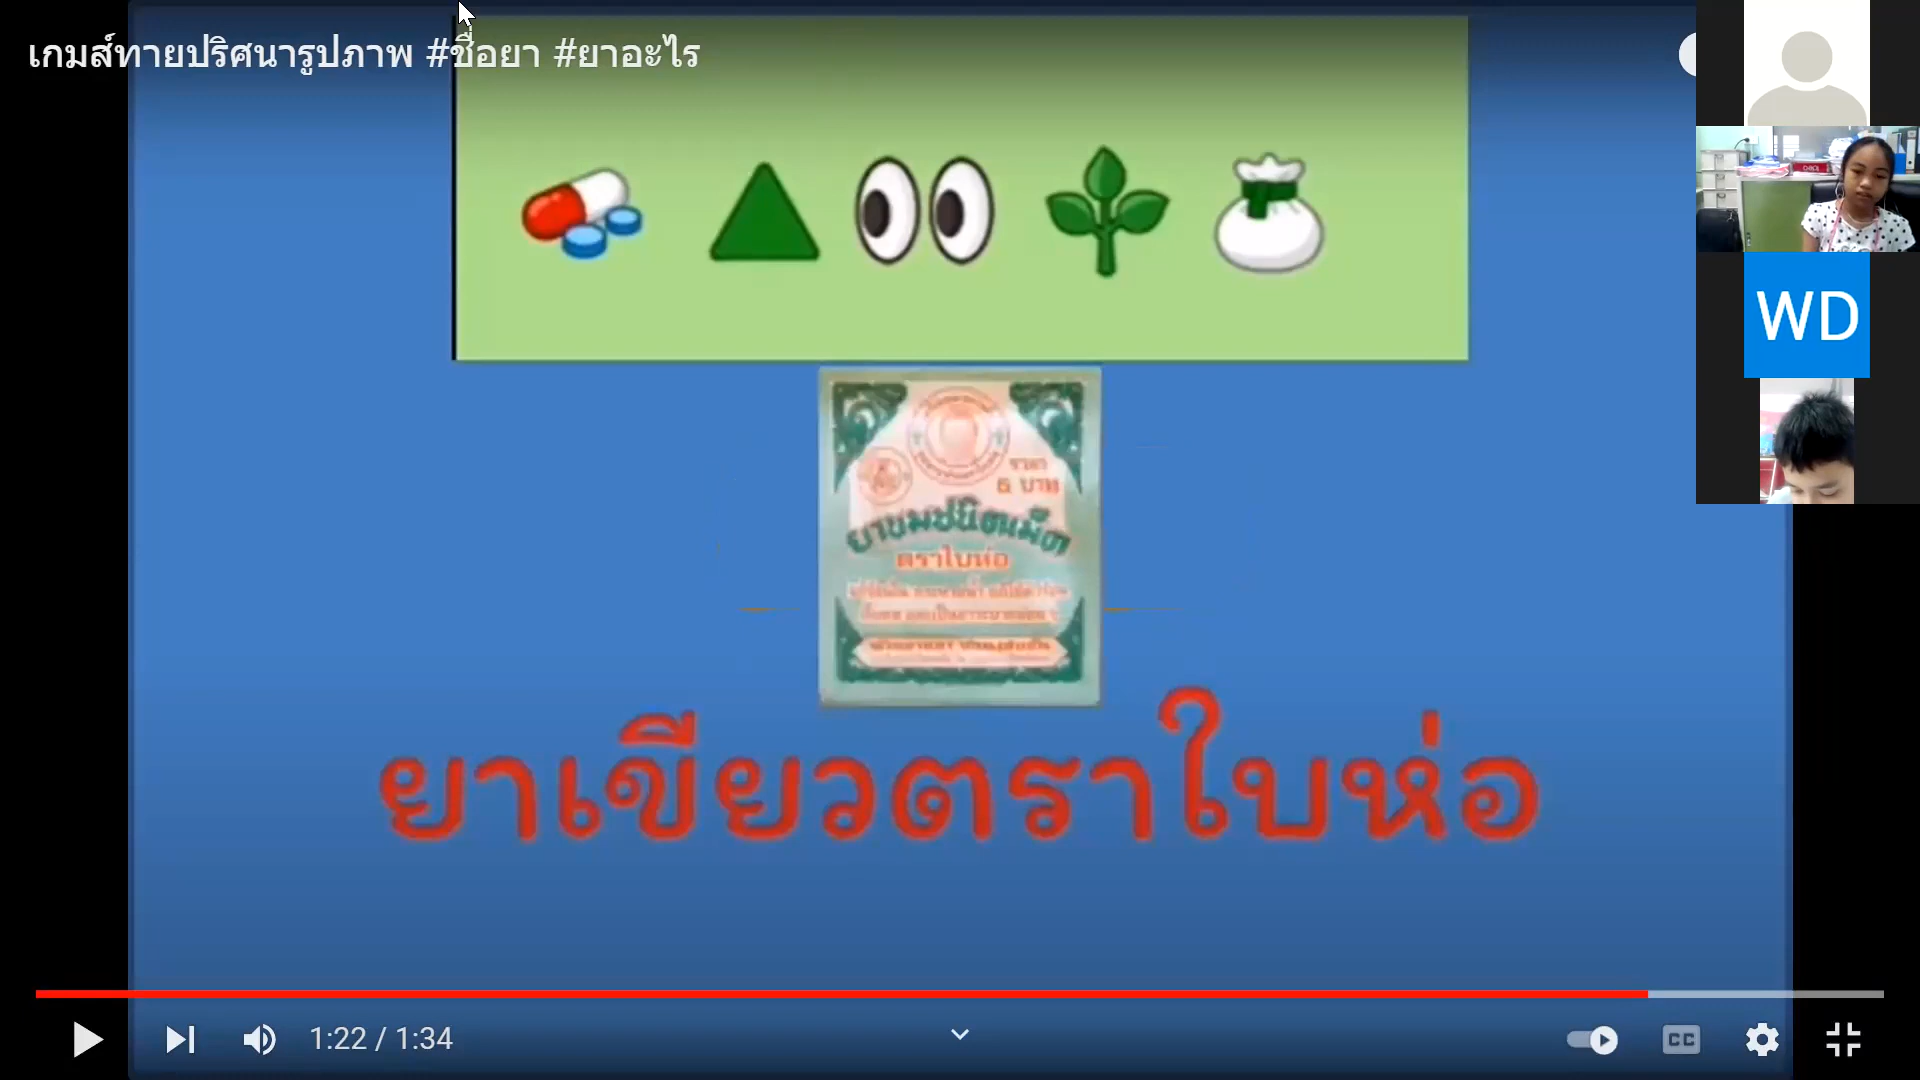 เกมส์ทายปริศนารูปภาพ #ชื่อยา #ยาอะไร
WD
ราคา
6 บาท
ตราใบห่อ
ยาเขียวตราใบห่อ
1:22 / 1:34
CC